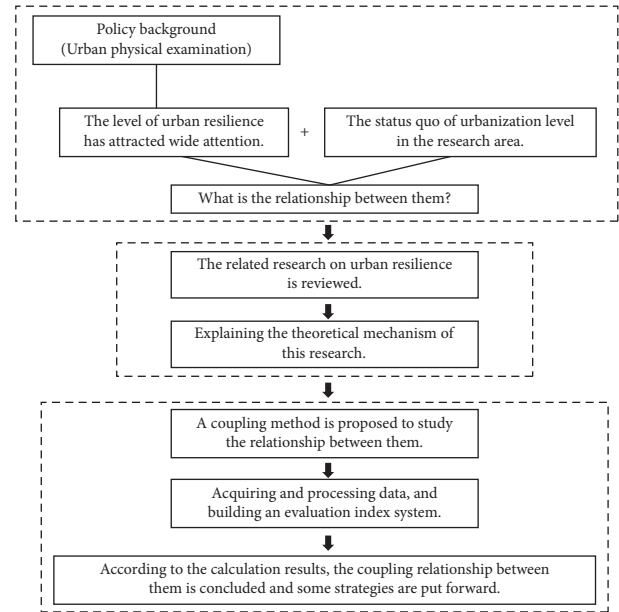 Policy background
(Urban physical examination)
The level of urban resilience
has attracted wide attention.
+
The status quo of urbanization level
in the research area.
What is the relationship between them?
The related research on urban resilience
is reviewed.
Explaining the theoretical mechanism of
this research.
A coupling method is proposed to study
the relationship between them.
Acquiring and processing data, and
building an evaluation index system.
According to the calculation results, the coupling relationship between
them is concluded and some strategies are put forward.